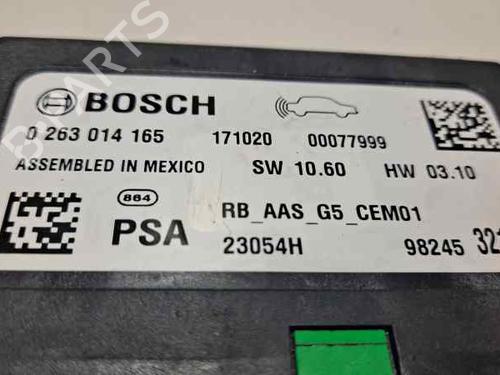 BOSCH
0 263 014 165 171020 00077999
ASSEMBLED IN MEXICO SW 10.60 HW 03.10
864
PSA RB_AAS_G5_CEM01
23054H 98245 32